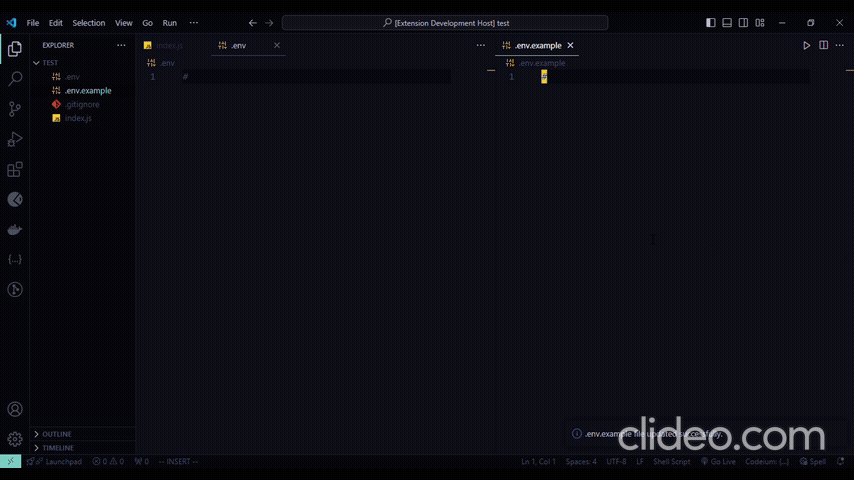 File Edit Selection View Go Run ··· [Extension Development Host] test
EXPLORER ···
index.js .env ···
.env.example
TEST
.env
.env.example
.gitignore
index.js
.env
1 #
.env.example
1 #
OUTLINE
TIMELINE
.env.example file updated successfully.
clideo.com
Launchpad 0 0 0 -- INSERT -- Ln 1, Col 1 Spaces: 4 UTF-8 LF Shell Script Go Live Codeium: {...} Spell